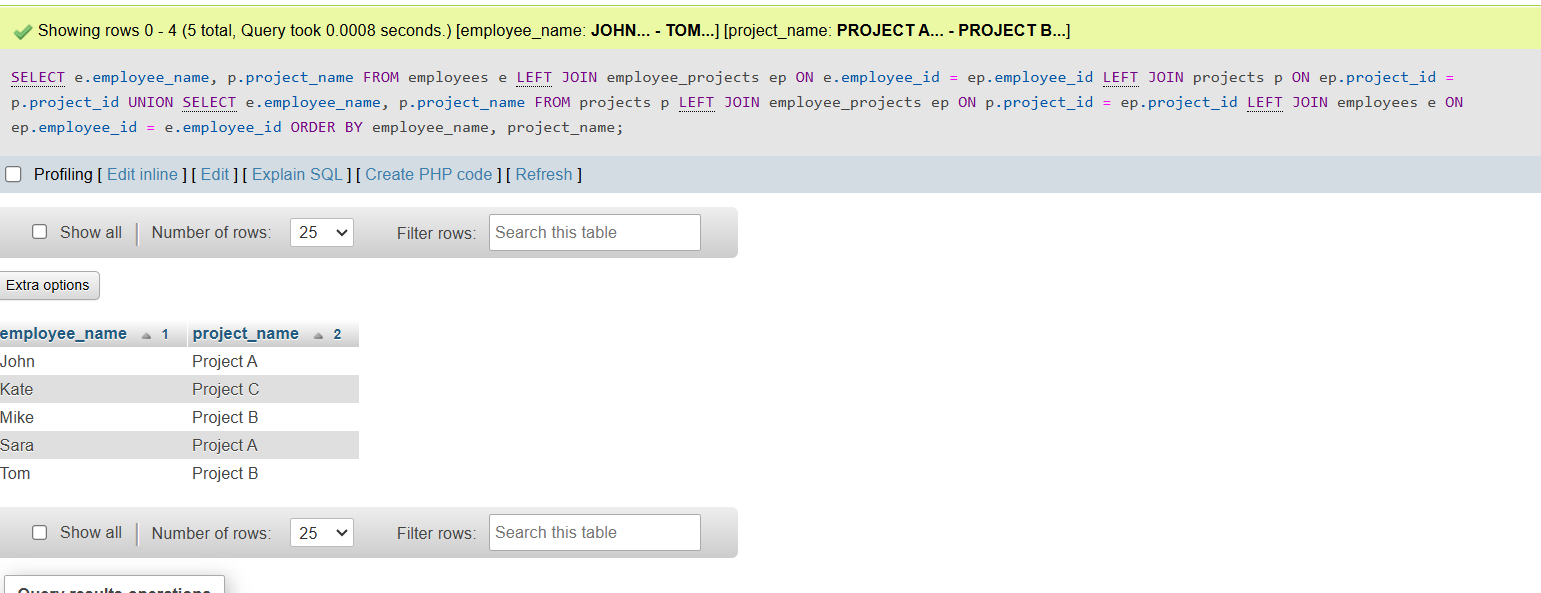 Showing rows 0 - 4 (5 total, Query took 0.0008 seconds.) [employee_name: JOHN... - TOM...] [project_name: PROJECT A... - PROJECT B...]
SELECT e.employee_name, p.project_name FROM employees e LEFT JOIN employee_projects ep ON e.employee_id = ep.employee_id LEFT JOIN projects p ON ep.project_id =
p.project_id UNION SELECT e.employee_name, p.project_name FROM projects p LEFT JOIN employee_projects ep ON p.project_id = ep.project_id LEFT JOIN employees e ON
ep.employee_id = e.employee_id ORDER BY employee_name, project_name;
Profiling [ Edit inline ] [ Edit ] [ Explain SQL ] [ Create PHP code ] [ Refresh ]
Show all Number of rows: 25 Filter rows: Search this table
Extra options
employee_name 1 project_name 2
John Project A
Kate Project C
Mike Project B
Sara Project A
Tom Project B
Show all Number of rows: 25 Filter rows: Search this table
Query results operations